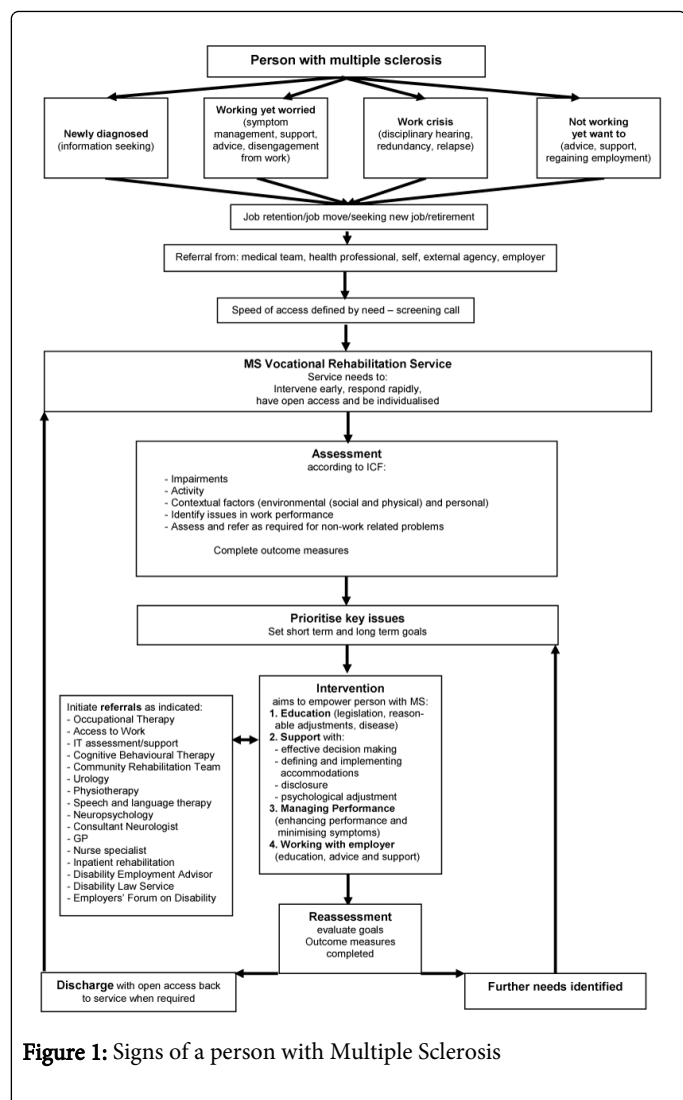 Person with multiple sclerosis
Newly diagnosed
(information seeking)
Working yet worried
(symptom
management, support,
advice, disengagement
from work)
Work crisis
(disciplinary hearing,
redundancy, relapse)
Not working
yet want to
(advice, support,
regaining employment)
Job retention/job move/seeking new job/retirement
Referral from: medical team, health professional, self, external agency, employer
Speed of access defined by need – screening call
MS Vocational Rehabilitation Service
Service needs to:
Intervene early, respond rapidly,
have open access and be individualised
Assessment
according to ICF:
- Impairments
- Activity
- Contextual factors (environmental (social and physical) and personal)
- Identify issues in work performance
- Assess and refer as required for non-work related problems
Complete outcome measures
Prioritise key issues
Set short term and long term goals
Initiate referrals as indicated:
- Occupational Therapy
- Access to Work
- IT assessment/support
- Cognitive Behavioural Therapy
- Community Rehabilitation Team
- Urology
- Physiotherapy
- Speech and language therapy
- Neuropsychology
- Consultant Neurologist
- GP
- Nurse specialist
- Inpatient rehabilitation
- Disability Employment Advisor
- Disability Law Service
- Employers' Forum on Disability
Intervention
aims to empower person with MS:
1. Education (legislation, reason-
able adjustments, disease)
2. Support with:
- effective decision making
- defining and implementing
accommodations
- disclosure
- psychological adjustment
3. Managing Performance
(enhancing performance and
minimising symptoms)
4. Working with employer
(education, advice and support)
Reassessment
evaluate goals
Outcome measures
completed
Discharge with open access back
to service when required
Further needs identified
Figure 1: Signs of a person with Multiple Sclerosis